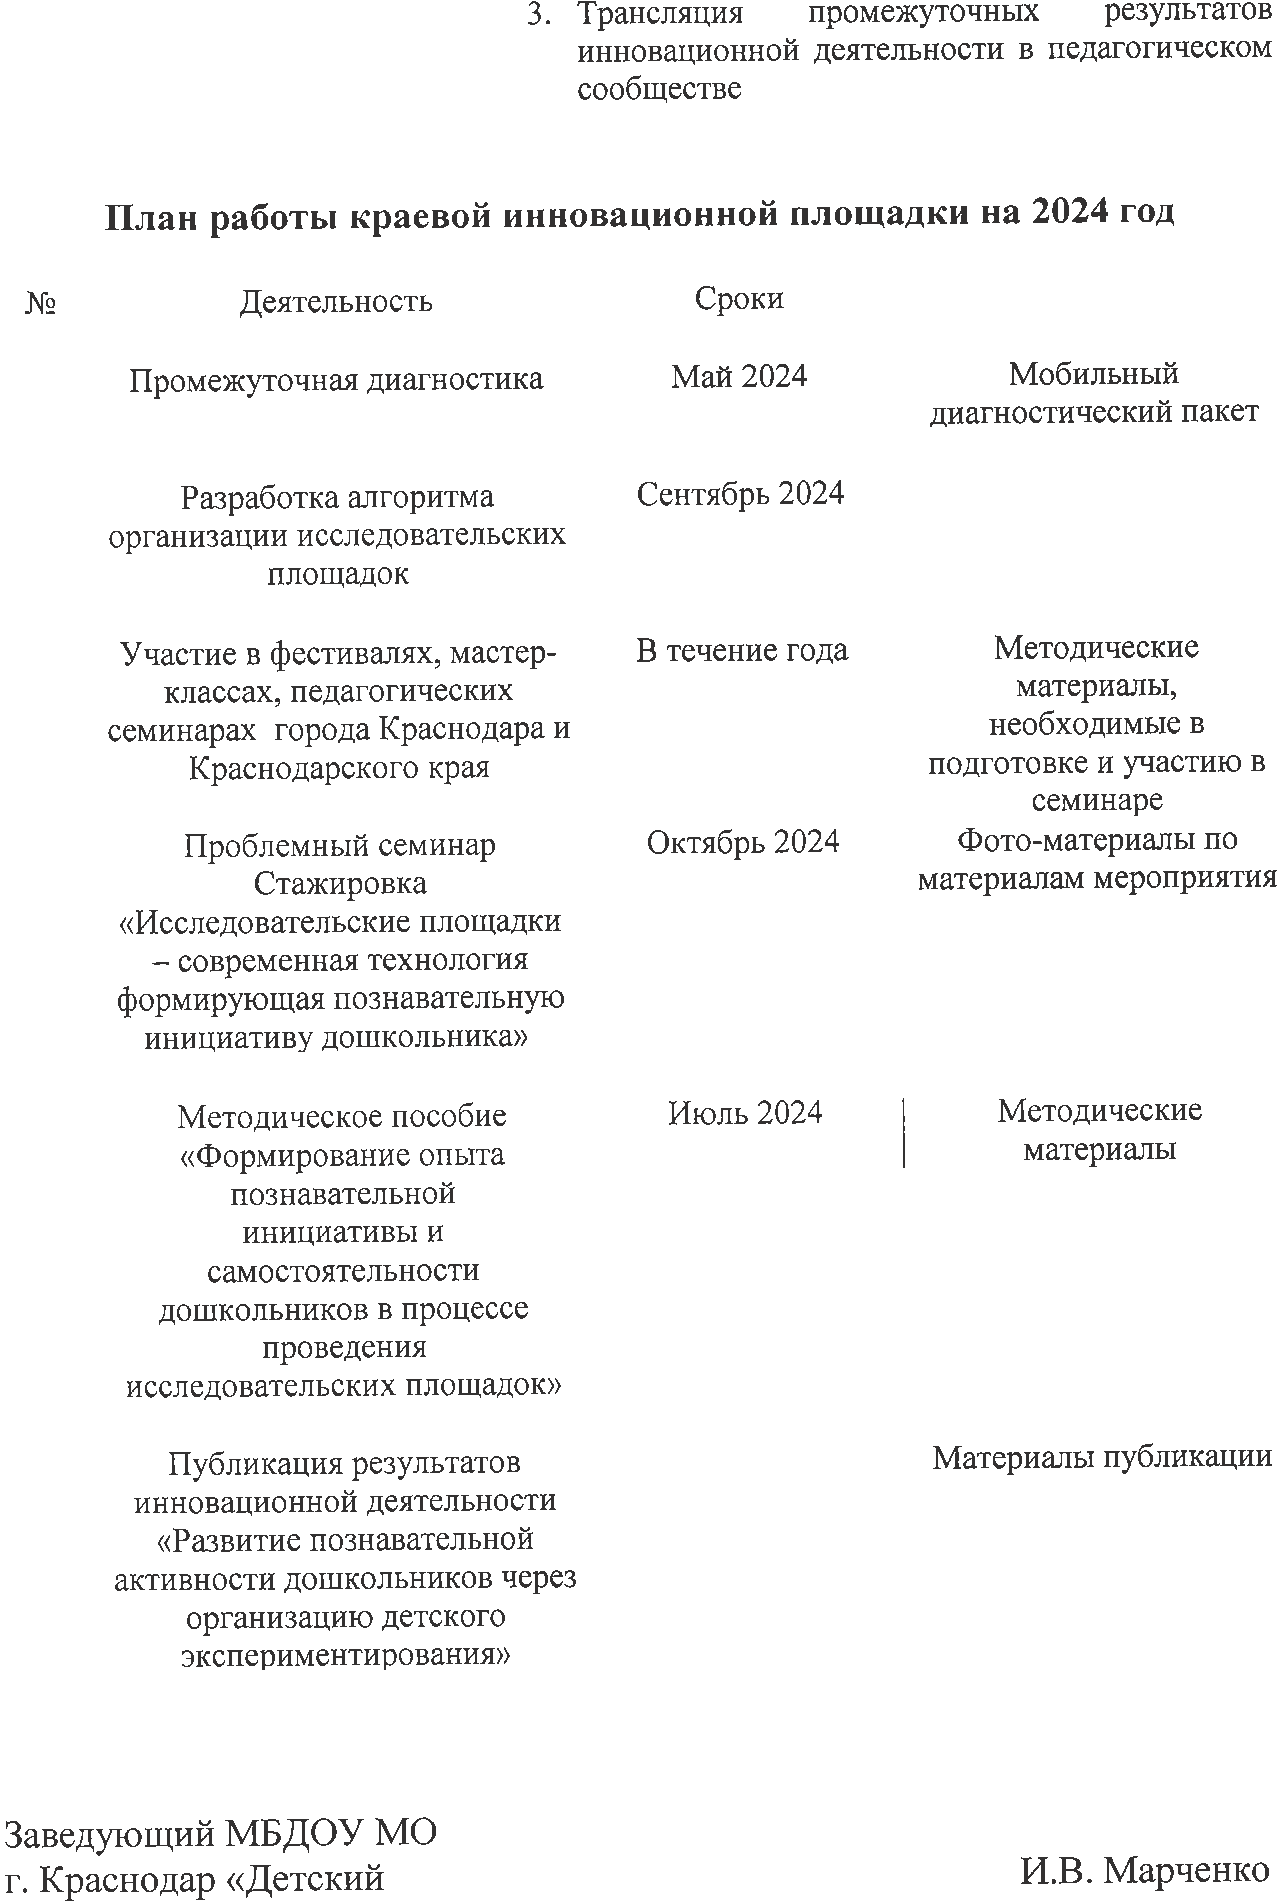 3. Трансляция промежуточных результатов
инновационной деятельности в педагогическом
сообществе
План работы краевой инновационной площадки на 2024 год
№ Деятельность Сроки
Промежуточная диагностика Май 2024 Мобильный
диагностический пакет
Разработка алгоритма Сентябрь 2024
организации исследовательских
площадок
Участие в фестивалях, мастер- В течение года Методические
классах, педагогических материалы,
семинарах города Краснодара и необходимые в
Краснодарского края подготовке и участию в
семинаре
Проблемный семинар Октябрь 2024 Фото-материалы по
Стажировка материалам мероприятия
«Исследовательские площадки
– современная технология
формирующая познавательную
инициативу дошкольника»
Методическое пособие Июль 2024 Методические
«Формирование опыта материалы
познавательной
инициативы и
самостоятельности
дошкольников в процессе
проведения
исследовательских площадок»
Публикация результатов Материалы публикации
инновационной деятельности
«Развитие познавательной
активности дошкольников через
организацию детского
экспериментирования»
Заведующий МБДОУ МО
г. Краснодар «Детский И.В. Марченко